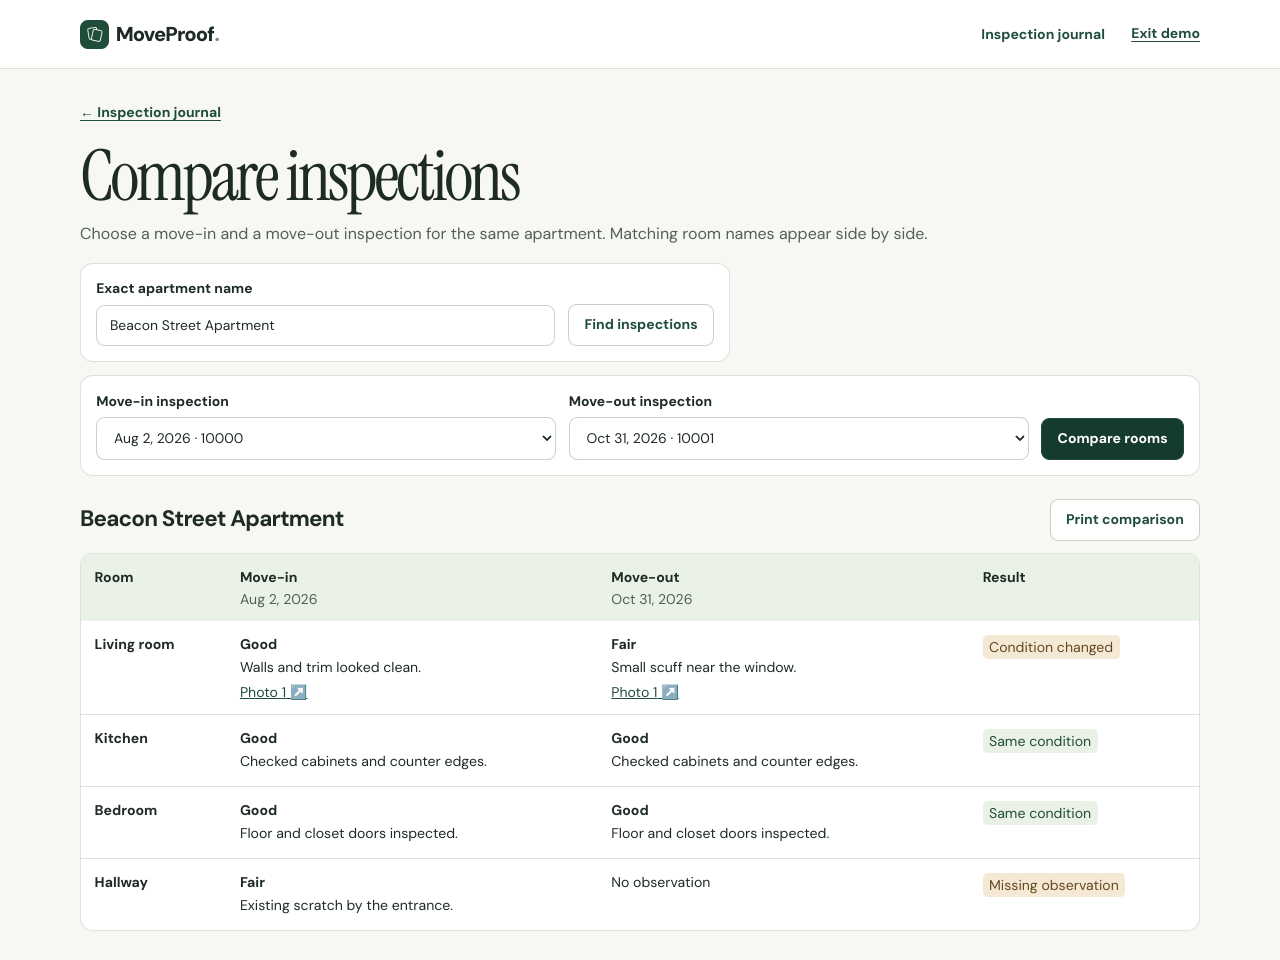 MoveProof.
Inspection journal
Exit demo
← Inspection journal
Compare inspections
Choose a move-in and a move-out inspection for the same apartment. Matching room names appear side by side.
Exact apartment name
Beacon Street Apartment
Find inspections
Move-in inspection
Move-out inspection
Aug 2, 2026 · 10000
Oct 31, 2026 · 10001
Compare rooms
Beacon Street Apartment
Print comparison
Room
Move-in
Aug 2, 2026
Move-out
Oct 31, 2026
Result
Living room
Good
Walls and trim looked clean.
Photo 1 ↗
Fair
Small scuff near the window.
Photo 1 ↗
Condition changed
Kitchen
Good
Checked cabinets and counter edges.
Good
Checked cabinets and counter edges.
Same condition
Bedroom
Good
Floor and closet doors inspected.
Good
Floor and closet doors inspected.
Same condition
Hallway
Fair
Existing scratch by the entrance.
No observation
Missing observation